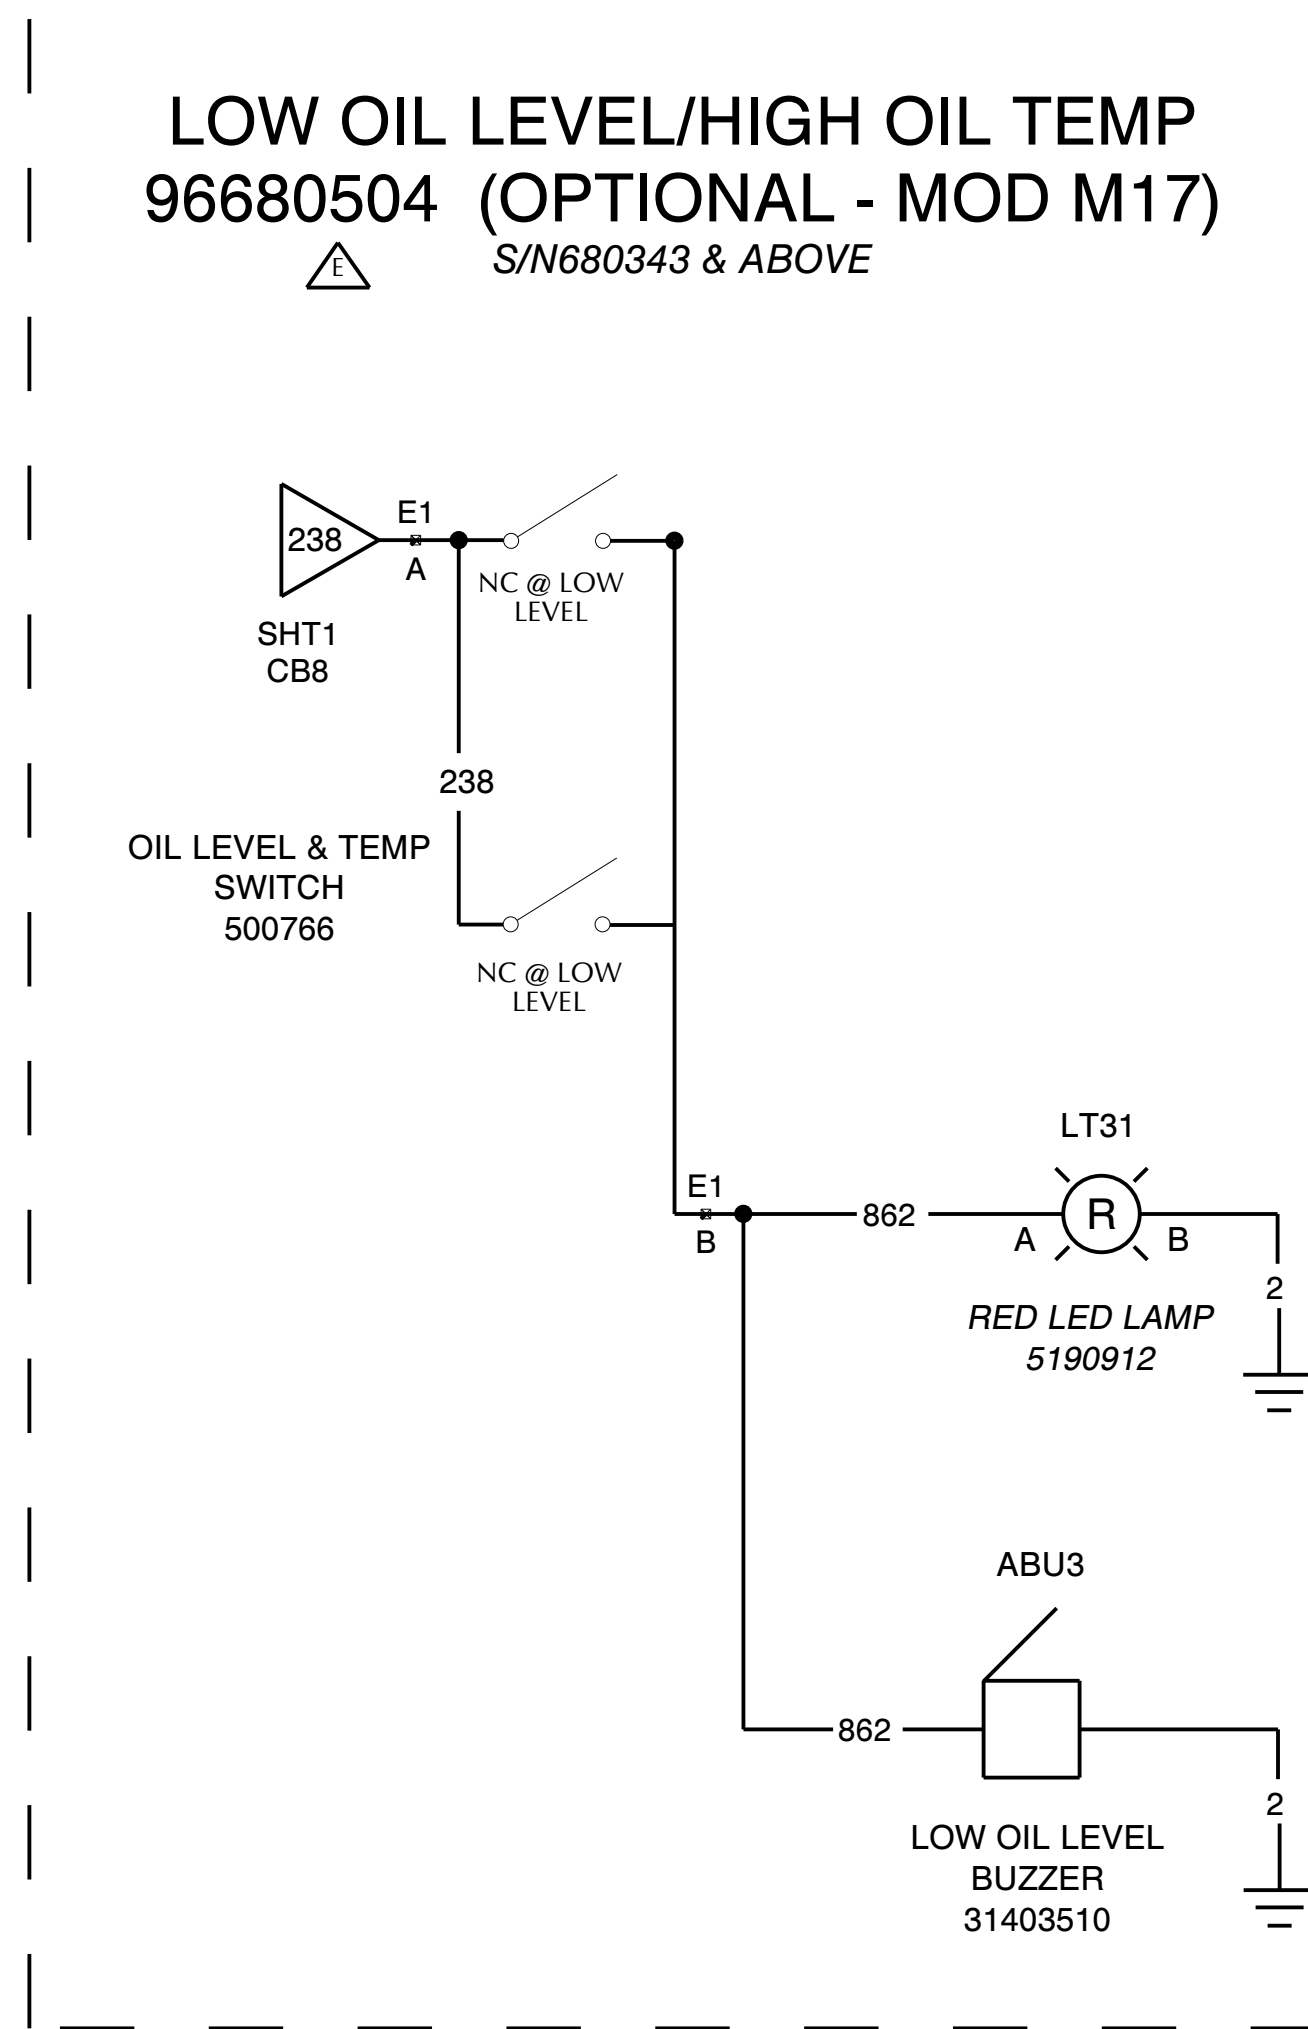 LOW OIL LEVEL/HIGH OIL TEMP
96680504 (OPTIONAL - MOD M17)
E
S/N680343 & ABOVE
238
E1
A
NC @ LOW
LEVEL
SHT1
CB8
238
OIL LEVEL & TEMP
SWITCH
500766
NC @ LOW
LEVEL
E1
B
862
LT31
R
A
B
2
RED LED LAMP
5190912
ABU3
862
2
LOW OIL LEVEL
BUZZER
31403510